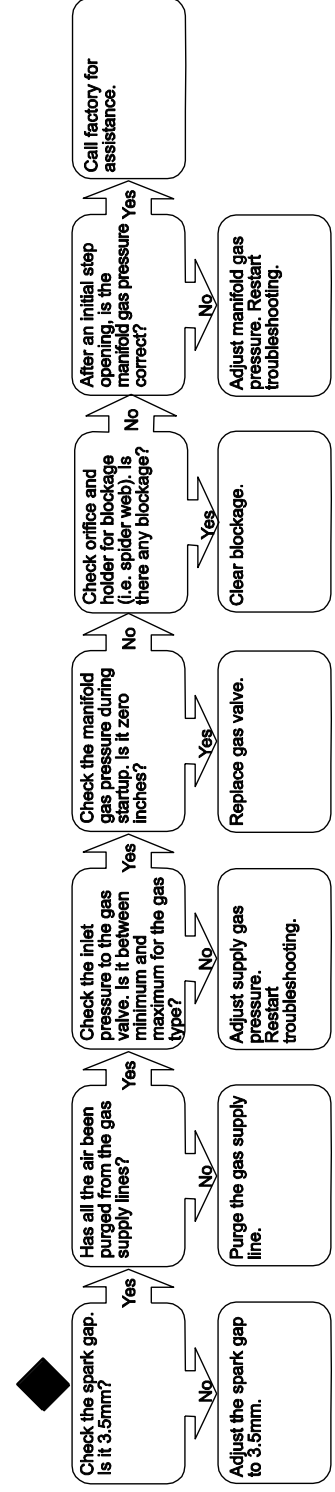 Check the spark gap.
Is it 3.5mm?
Yes
No
Adjust the spark gap
to 3.5mm.
Has all the air been
purged from the gas
supply lines?
Yes
No
Purge the gas supply
line.
Check the inlet
pressure to the gas
valve. Is it between
minimum and
maximum for the gas
type?
Yes
No
Adjust supply gas
pressure.
Restart
troubleshooting.
Check the manifold
gas pressure during
startup. Is it zero
inches?
No
Yes
Replace gas valve.
Check orifice and
holder for blockage
(i.e. spider web). Is
there any blockage?
No
Yes
Clear blockage.
After an initial step
opening, is the
manifold gas pressure
correct?
Yes
No
Adjust manifold gas
pressure. Restart
troubleshooting.
Call factory for
assistance.